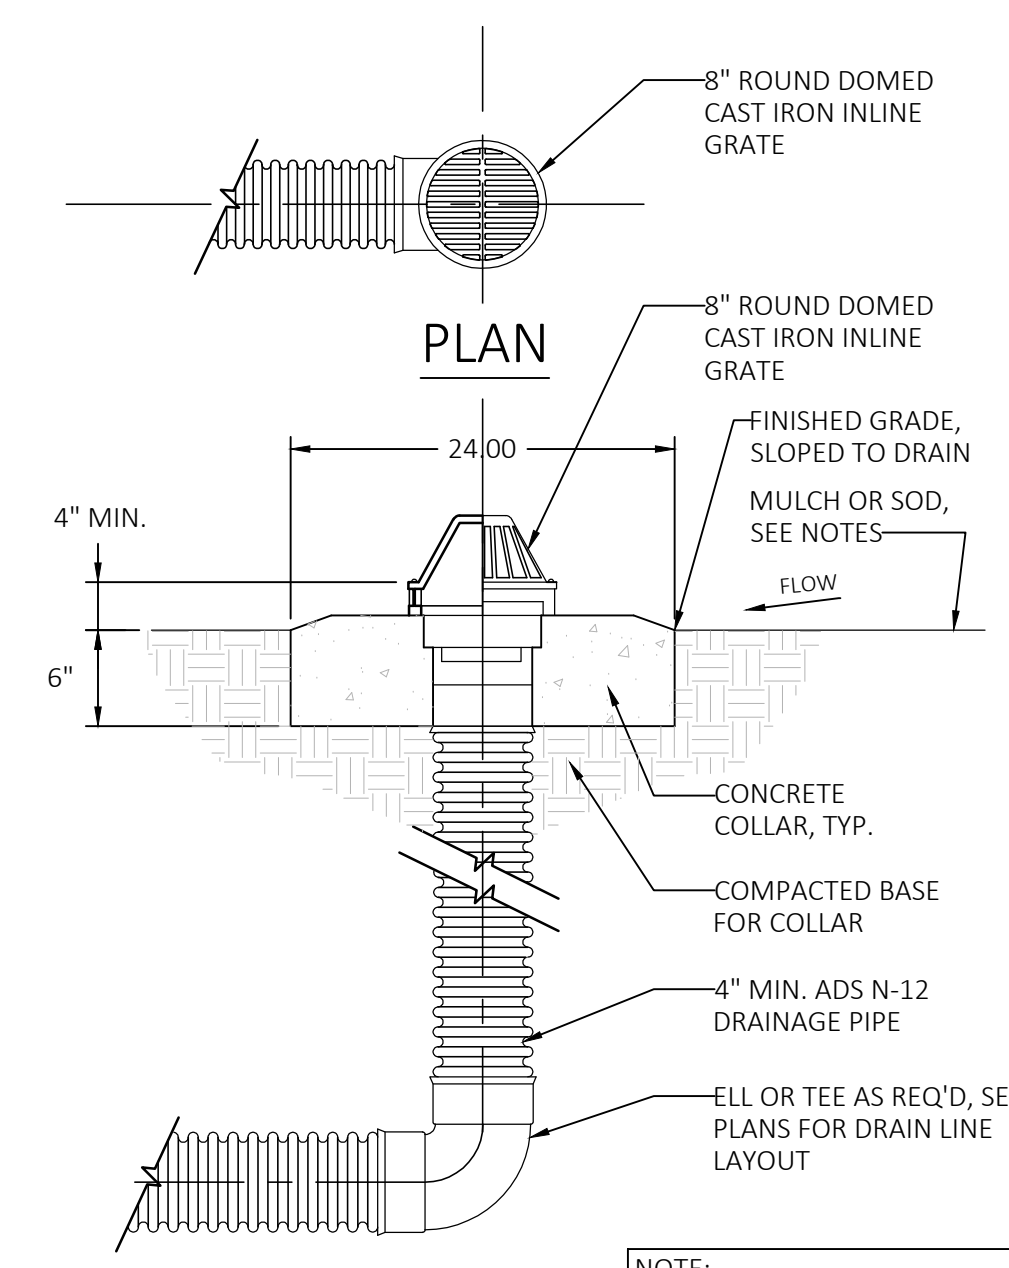 8" ROUND DOMED
CAST IRON INLINE
GRATE
PLAN
8" ROUND DOMED
CAST IRON INLINE
GRATE
FINISHED GRADE,
SLOPED TO DRAIN
24.00
MULCH OR SOD,
SEE NOTES
4" MIN.
FLOW
6"
CONCRETE
COLLAR, TYP.
COMPACTED BASE
FOR COLLAR
4" MIN. ADS N-12
DRAINAGE PIPE
ELL OR TEE AS REQ'D, SE
PLANS FOR DRAIN LINE
LAYOUT
NOTE: